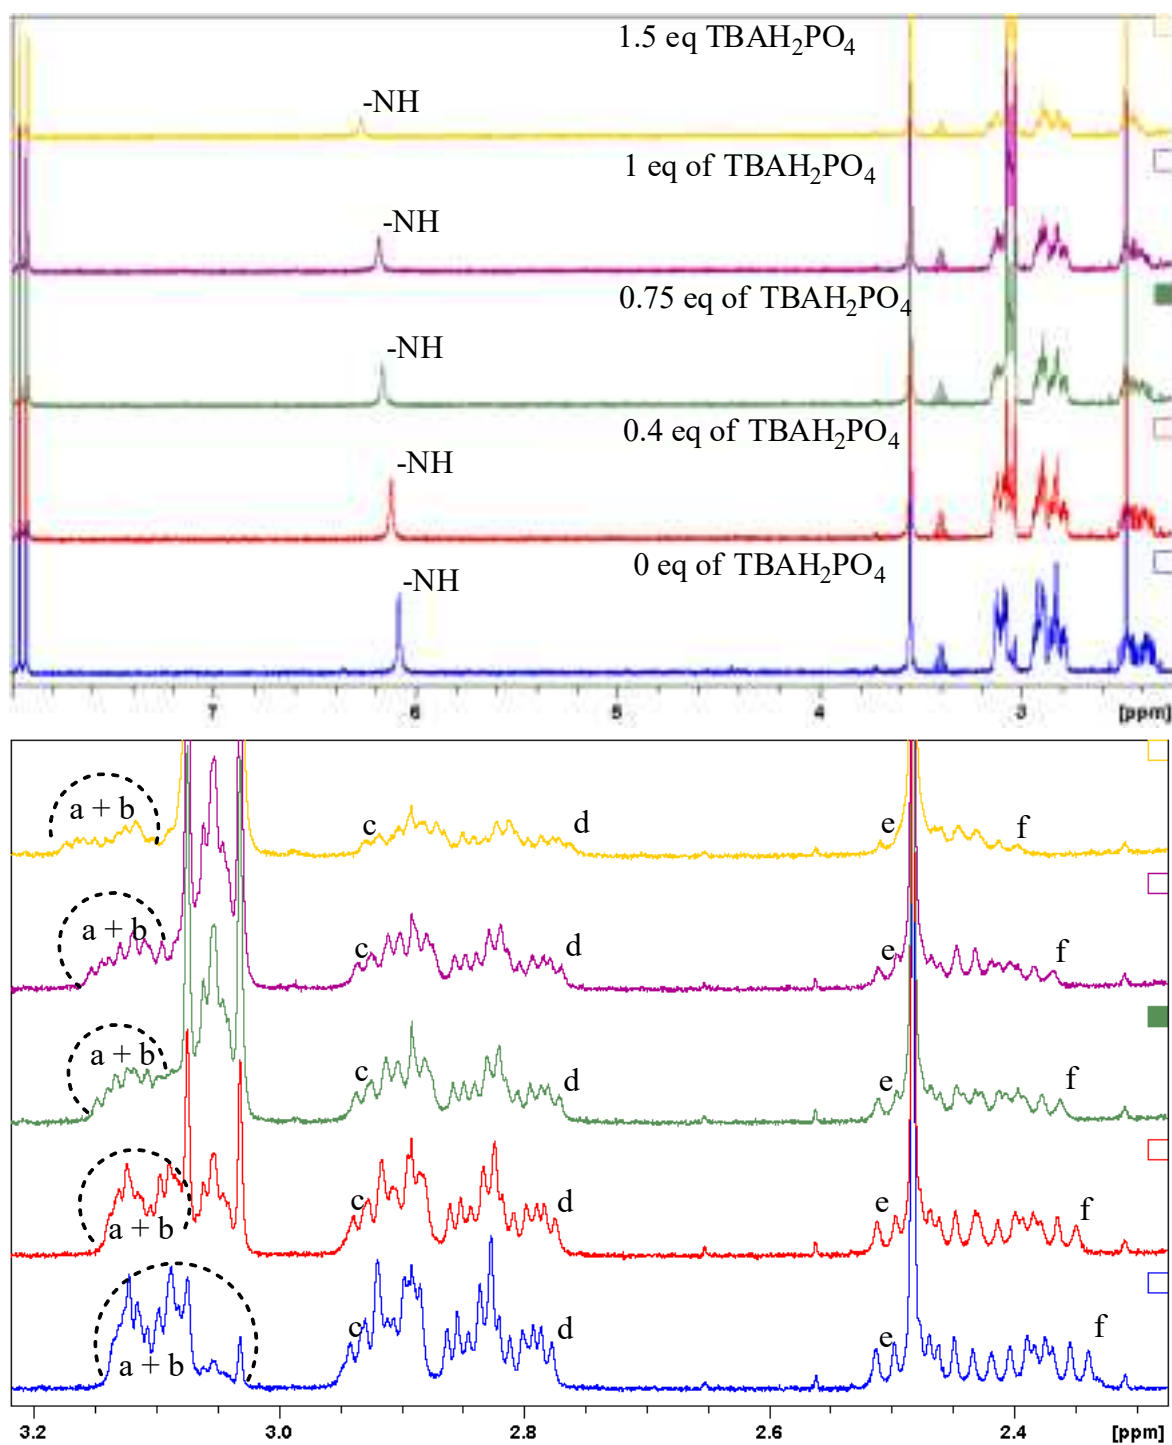 1.5 eq TBAH₂PO₄
-NH
1 eq of TBAH₂PO₄
-NH
0.75 eq of TBAH₂PO₄
-NH
0.4 eq of TBAH₂PO₄
-NH
0 eq of TBAH₂PO₄
-NH
7 6 5 4 3 [ppm]
a + b c d e f
a + b c d e f
a + b c d e f
a + b c d e f
a + b c d e f
3.2 3.0 2.8 2.6 2.4 [ppm]